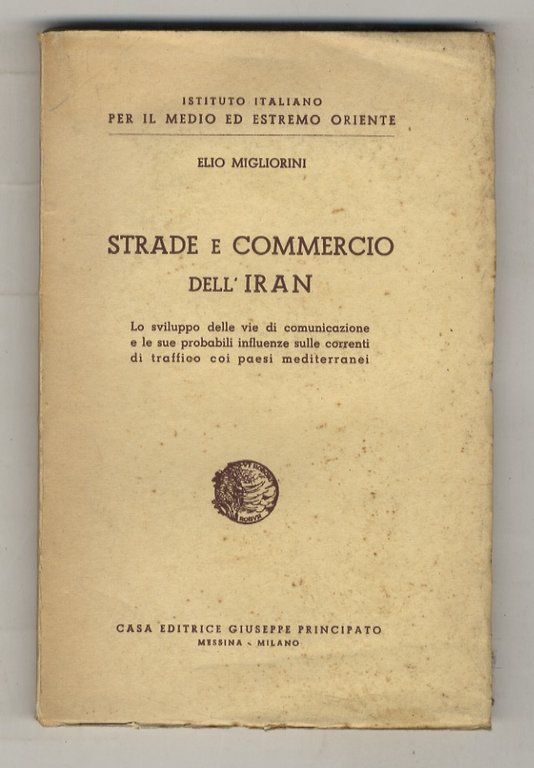 ISTITUTO ITALIANO
PER IL MEDIO ED ESTREMO ORIENTE
ELIO MIGLIORINI
STRADE E COMMERCIO
DELL' IRAN
Lo sviluppo delle vie di comunicazione
e le sue probabili influenze sulle correnti
di traffico coi paesi mediterranei
ROBVR
CASA EDITRICE GIUSEPPE PRINCIPATO
MESSINA - MILANO